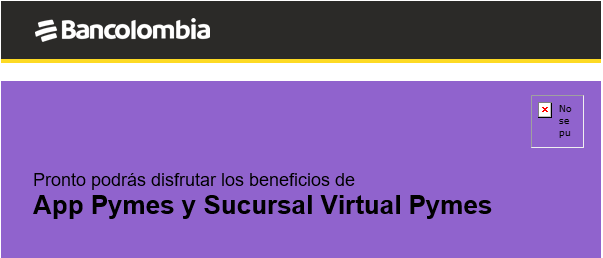 Bancolombia
No
se
pu
Pronto podrás disfrutar los beneficios de
App Pymes y Sucursal Virtual Pymes